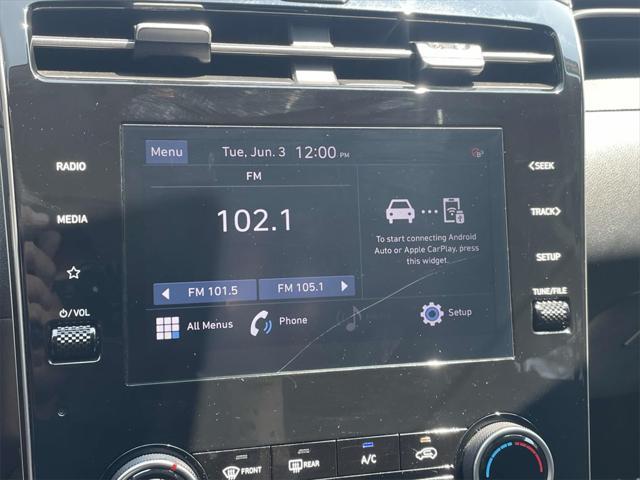 Menu Tue, Jun. 3 12:00 PM
FM
102.1
To start connecting Android
Auto or Apple CarPlay, press
this widget.
FM 101.5 FM 105.1
All Menus Phone Setup
RADIO
MEDIA
/VOL
<SEEK
TRACK>
SETUP
TUNE/FILE
FRONT REAR A/C